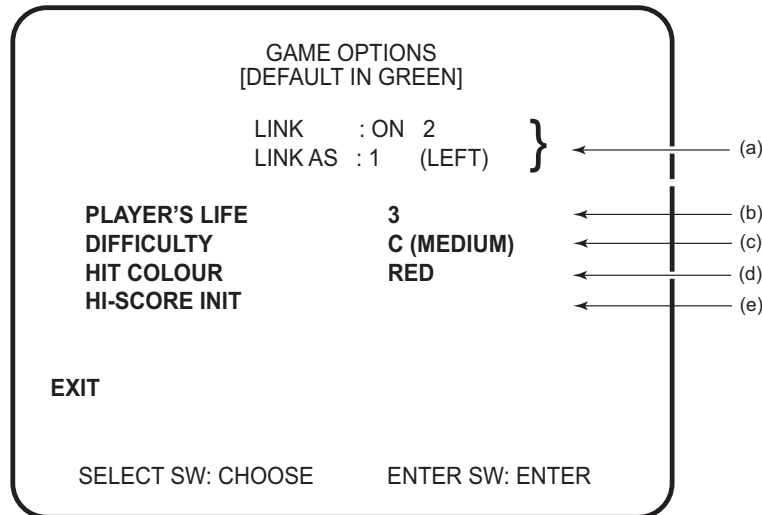 GAME OPTIONS
[DEFAULT IN GREEN]
LINK : ON 2
LINK AS : 1 (LEFT)
(a)
PLAYER'S LIFE 3 (b)
DIFFICULTY C (MEDIUM) (c)
HIT COLOUR RED (d)
HI-SCORE INIT (e)
EXIT
SELECT SW: CHOOSE ENTER SW: ENTER